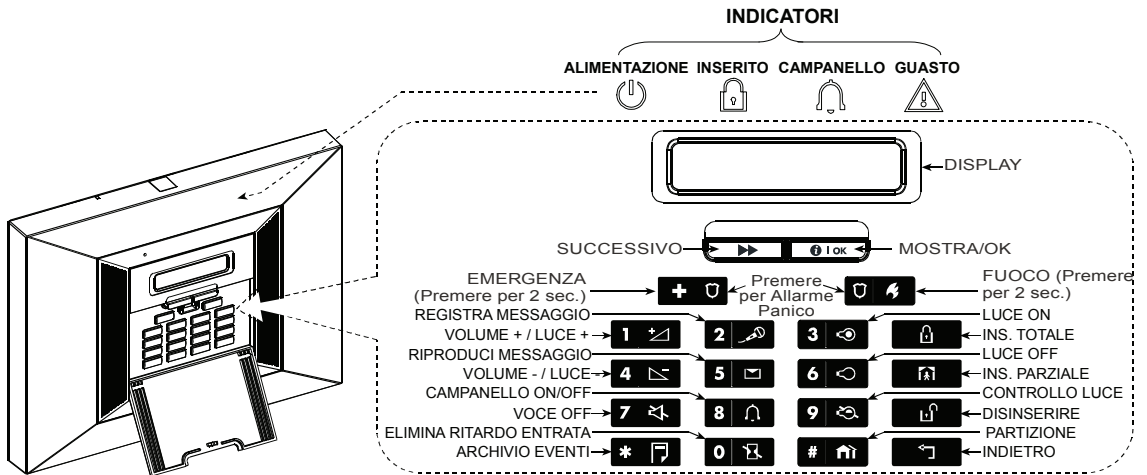 INDICATORI
ALIMENTAZIONE INSERITO CAMPANELLO GUASTO
DISPLAY
SUCCESSIVO
I OK
MOSTRA/OK
EMERGENZA
(Premere per 2 sec.)
Premere
per Allarme
Panico
FUOCO (Premere
per 2 sec.)
REGISTRA MESSAGGIO
LUCE ON
VOLUME + / LUCE +
1 2 3
INS. TOTALE
RIPRODUCI MESSAGGIO
LUCE OFF
VOLUME - / LUCE -
4 5 6
INS. PARZIALE
CAMPANELLO ON/OFF
CONTROLLO LUCE
VOCE OFF
7 8 9
DISINSERIRE
ELIMINA RITARDO ENTRATA
PARTIZIONE
ARCHIVIO EVENTI
* 0 #
INDIETRO